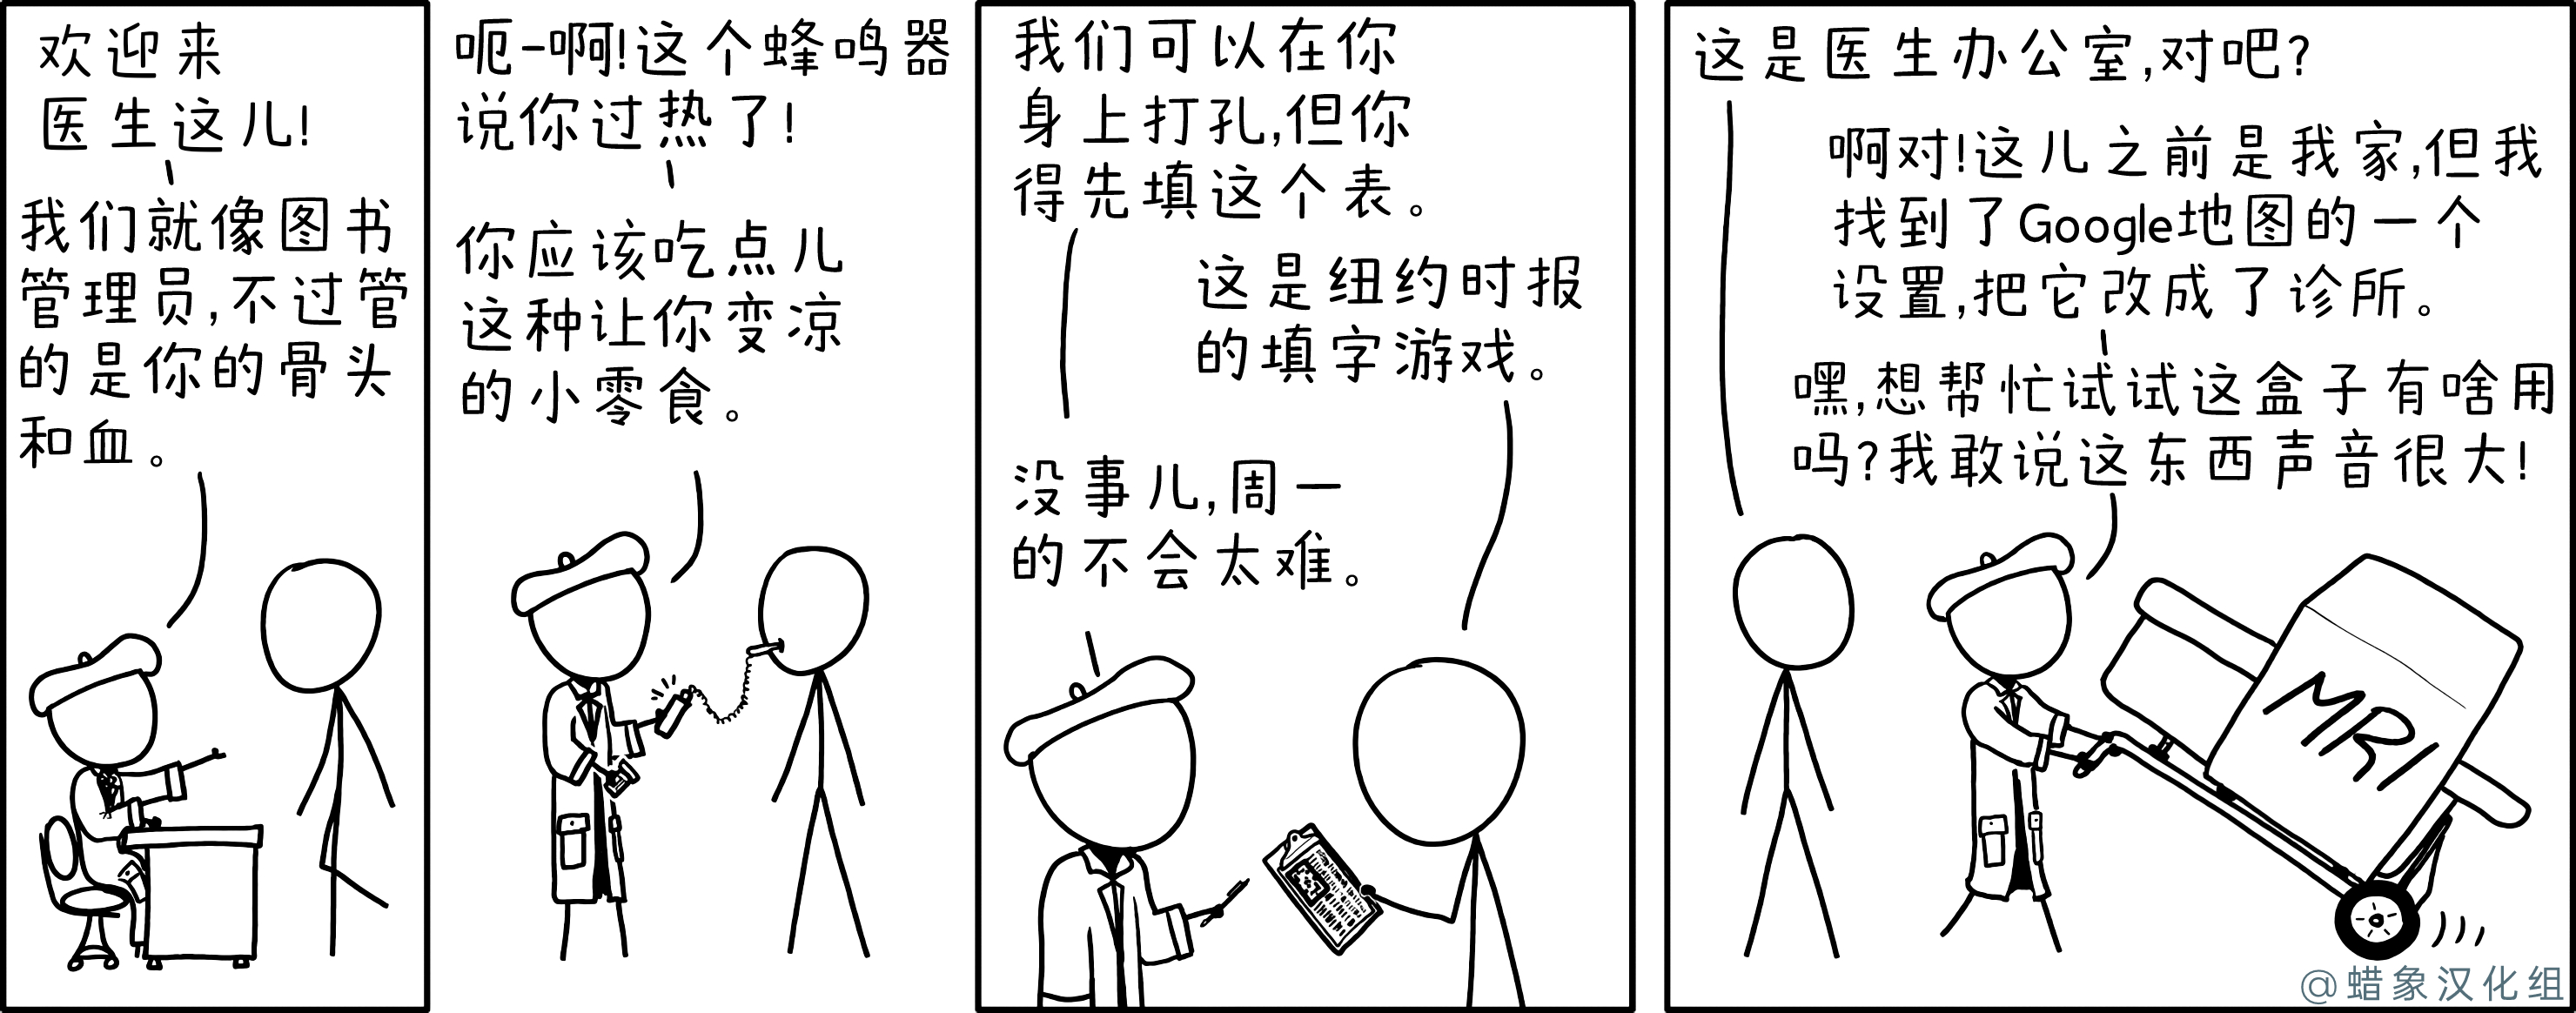 欢迎来
医生这儿!
我们就像图书
管理员,不过管
的是你的骨头
和血。
呃-啊!这个蜂鸣器
说你过热了!
你应该吃点儿
这种让你变凉
的小零食。
我们可以在你
身上打孔,但你
得先填这个表。
这是纽约时报
的填字游戏。
没事儿,周一
的不会太难。
这是医生办公室,对吧?
啊对!这儿之前是我家,但我
找到了Google地图的一个
设置,把它改成了诊所。
嘿,想帮忙试试这盒子有啥用
吗?我敢说这东西声音很大!
MRI
@蜡象汉化组